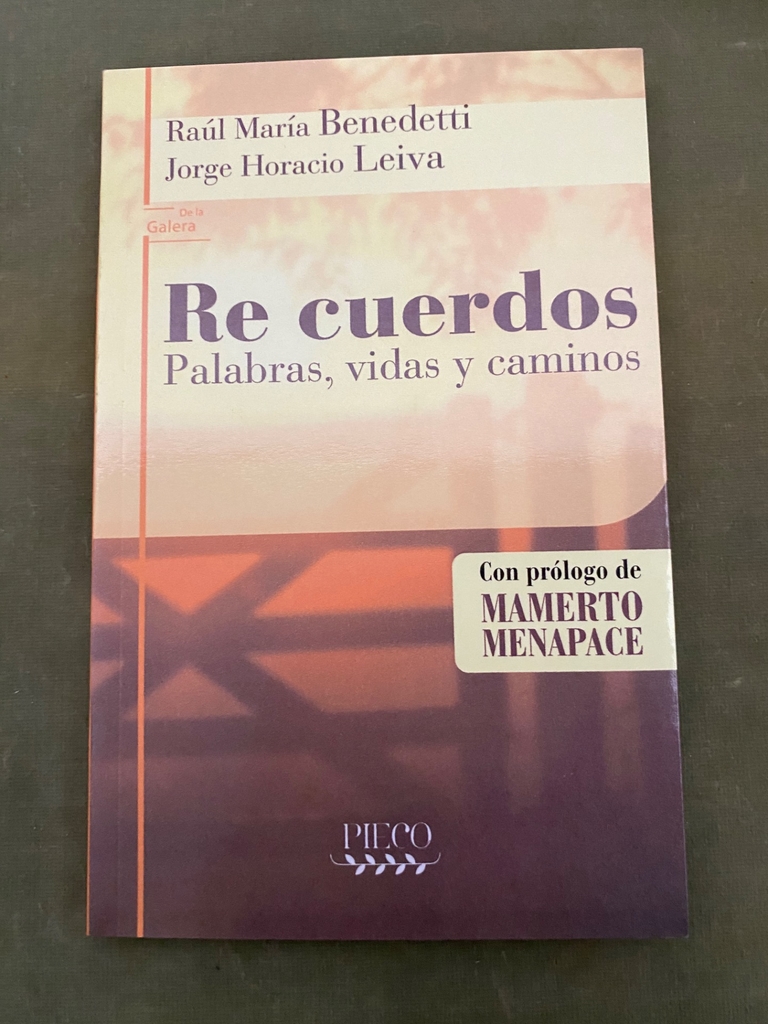 Raúl María Benedetti
Jorge Horacio Leiva
De la
Galera
Re cuerdos
Palabras, vidas y caminos
Con prólogo de
MAMERTO
MENAPACE
PIECO